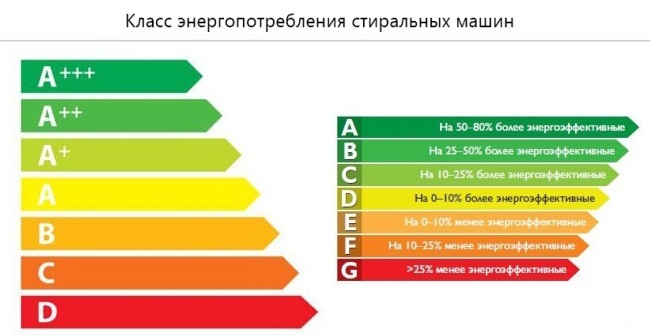 Класс энергопотребления стиральных машин
A+++
A++
A+
A
B
C
D
A На 50–80% более энергоэффективные
B На 25–50% более энергоэффективные
C На 10–25% более энергоэффективные
D На 0–10% более энергоэффективные
E На 0–10% менее энергоэффективные
F На 10–25% менее энергоэффективные
G >25% менее энергоэффективные